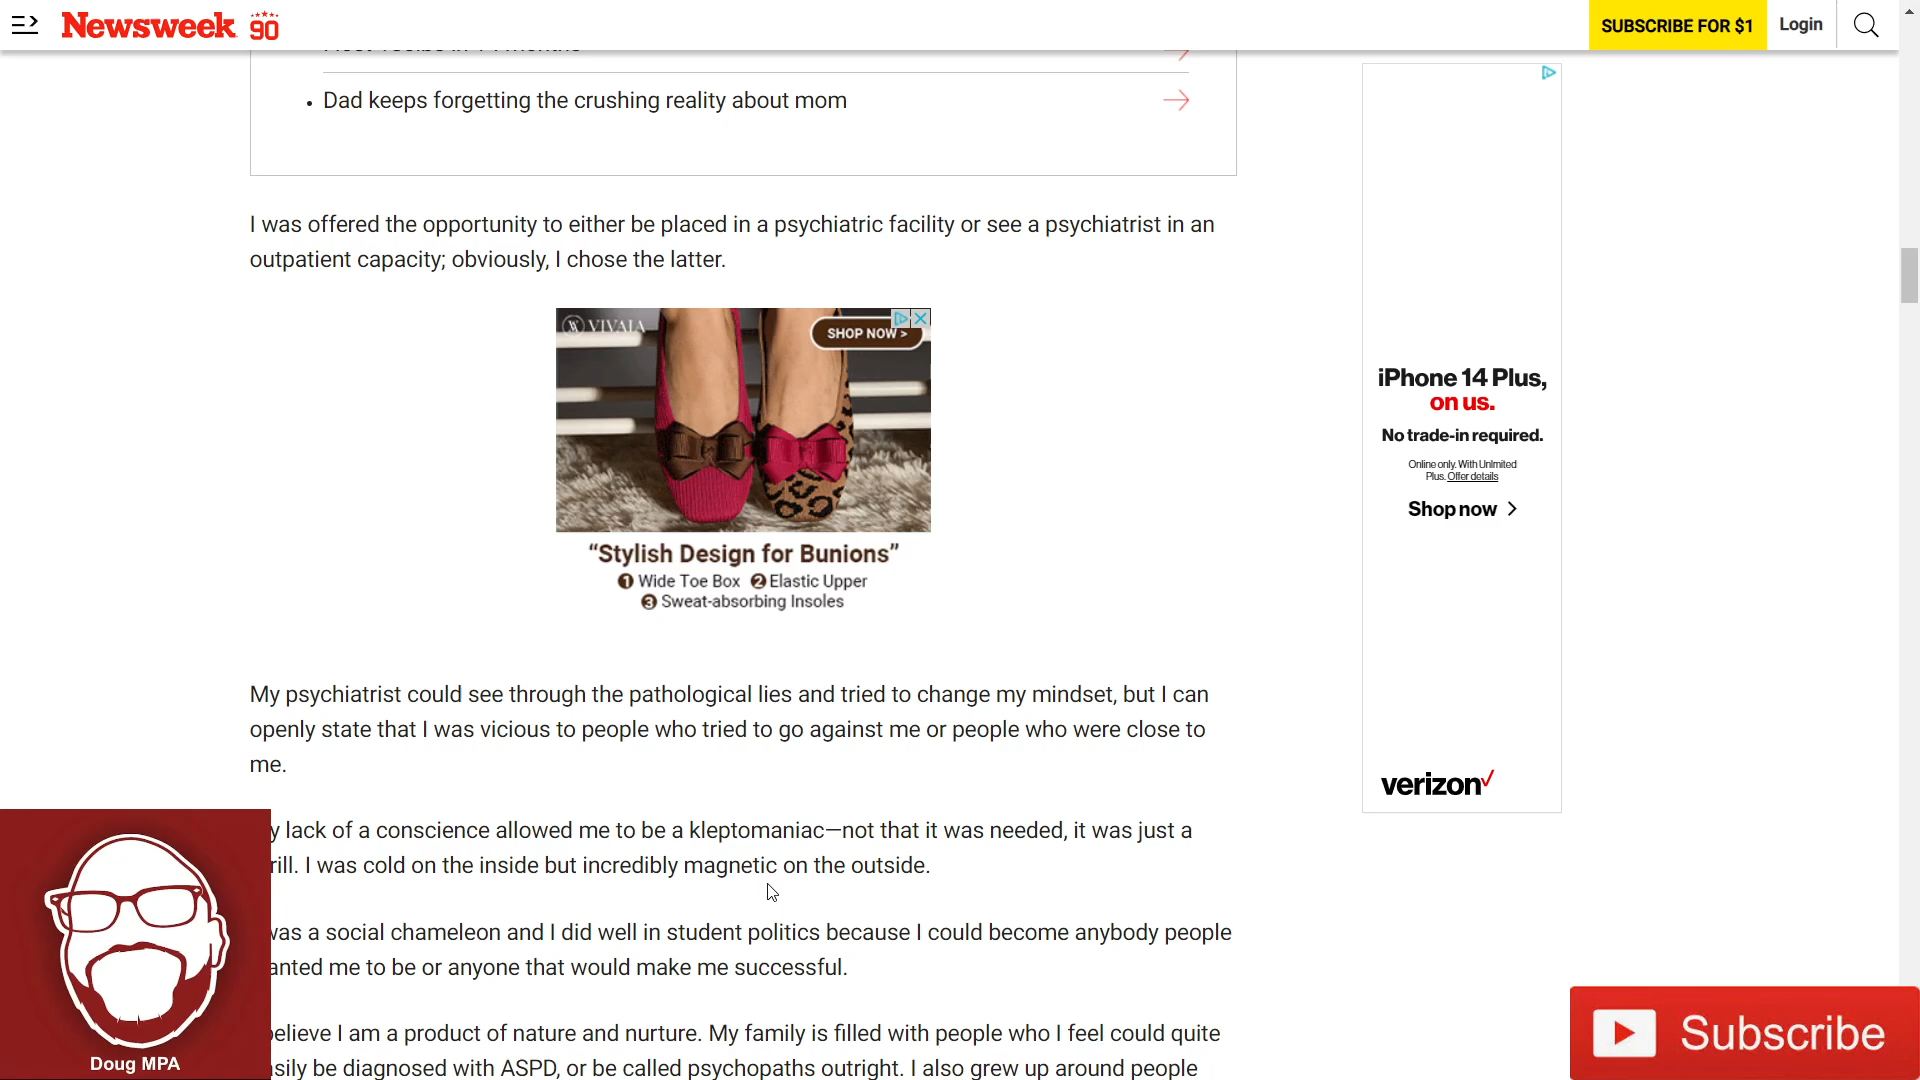 Newsweek 90
SUBSCRIBE FOR $1
Login
Dad keeps forgetting the crushing reality about mom
I was offered the opportunity to either be placed in a psychiatric facility or see a psychiatrist in an
outpatient capacity; obviously, I chose the latter.
VIVAIA
SHOP NOW >
“Stylish Design for Bunions”
1 Wide Toe Box 2 Elastic Upper
3 Sweat-absorbing Insoles
iPhone 14 Plus,
on us.
No trade-in required.
Online only. With Unlmited
Plus. Offer details
Shop now >
verizon
My psychiatrist could see through the pathological lies and tried to change my mindset, but I can
openly state that I was vicious to people who tried to go against me or people who were close to
me.
y lack of a conscience allowed me to be a kleptomaniac—not that it was needed, it was just a
rill. I was cold on the inside but incredibly magnetic on the outside.
was a social chameleon and I did well in student politics because I could become anybody people
anted me to be or anyone that would make me successful.
believe I am a product of nature and nurture. My family is filled with people who I feel could quite
sily be diagnosed with ASPD, or be called psychopaths outright. I also grew up around people
Doug MPA
Subscribe